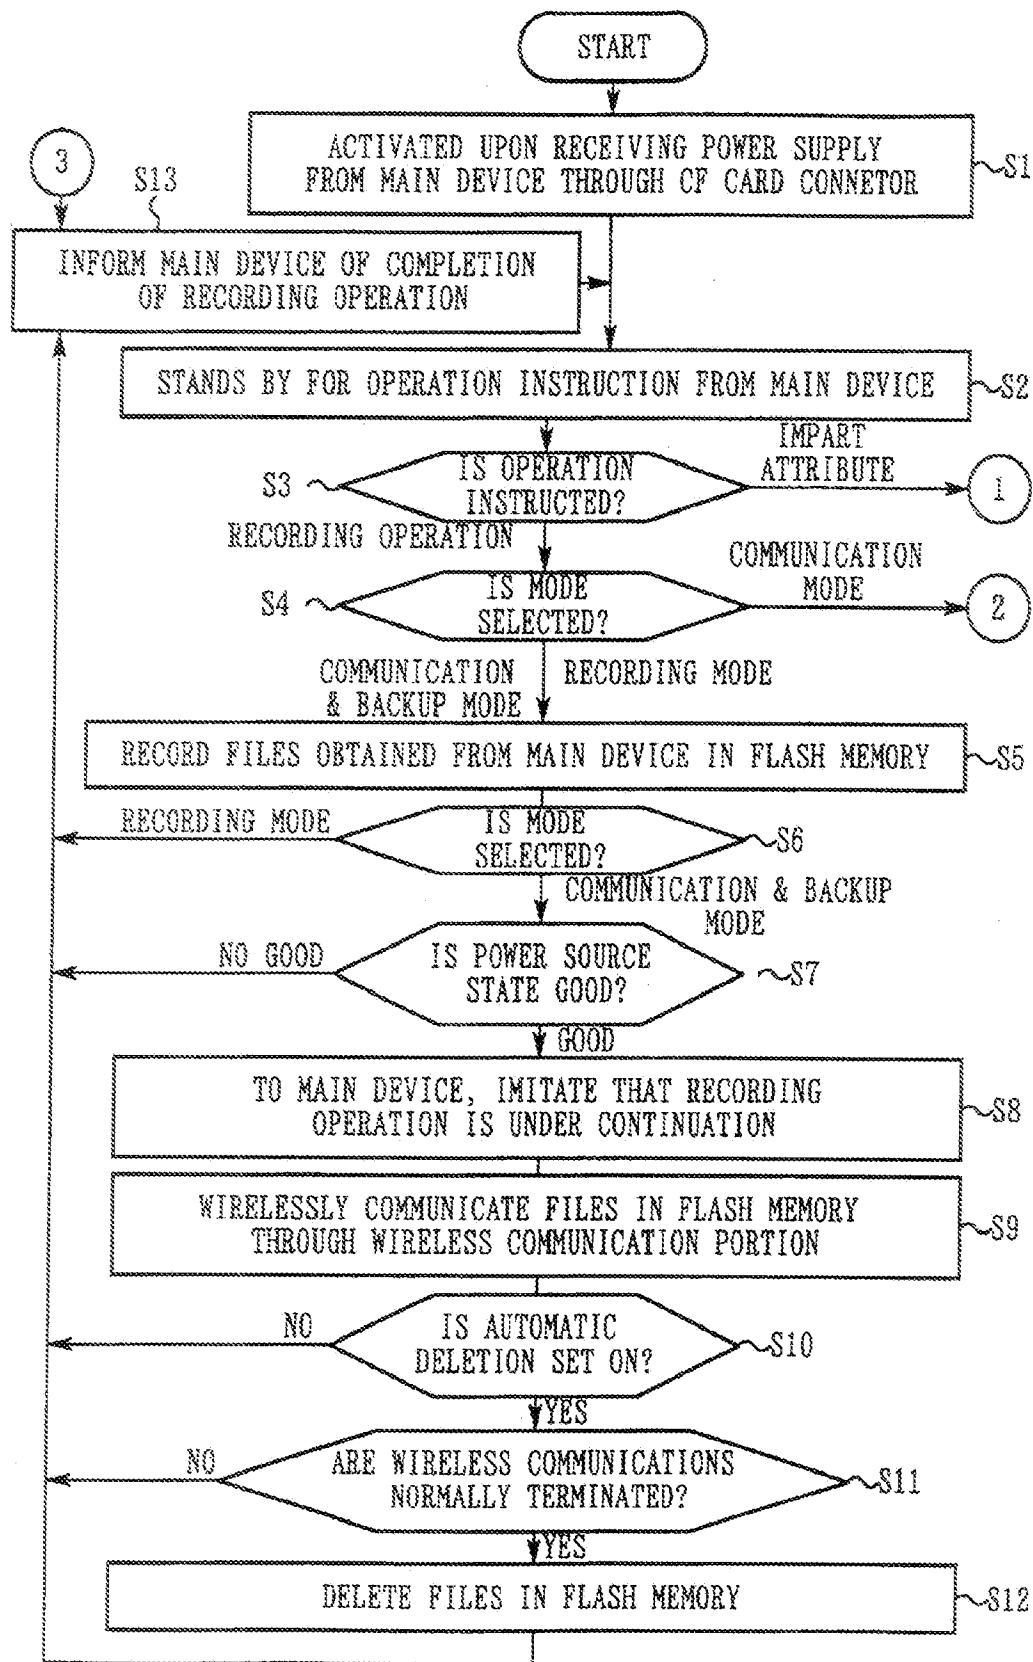 START
ACTIVATED UPON RECEIVING POWER SUPPLY
FROM MAIN DEVICE THROUGH CF CARD CONNETOR
S1
3
S13
INFORM MAIN DEVICE OF COMPLETION
OF RECORDING OPERATION
STANDS BY FOR OPERATION INSTRUCTION FROM MAIN DEVICE
S2
S3
IS OPERATION
INSTRUCTED?
IMPART
ATTRIBUTE
1
RECORDING OPERATION
S4
IS MODE
SELECTED?
COMMUNICATION
MODE
2
COMMUNICATION
& BACKUP MODE
RECORDING MODE
RECORD FILES OBTAINED FROM MAIN DEVICE IN FLASH MEMORY
S5
RECORDING MODE
IS MODE
SELECTED?
S6
COMMUNICATION & BACKUP
MODE
NO GOOD
IS POWER SOURCE
STATE GOOD?
S7
GOOD
TO MAIN DEVICE, IMITATE THAT RECORDING
OPERATION IS UNDER CONTINUATION
S8
WIRELESSLY COMMUNICATE FILES IN FLASH MEMORY
THROUGH WIRELESS COMMUNICATION PORTION
S9
NO
IS AUTOMATIC
DELETION SET ON?
S10
YES
NO
ARE WIRELESS COMMUNICATIONS
NORMALLY TERMINATED?
S11
YES
DELETE FILES IN FLASH MEMORY
S12